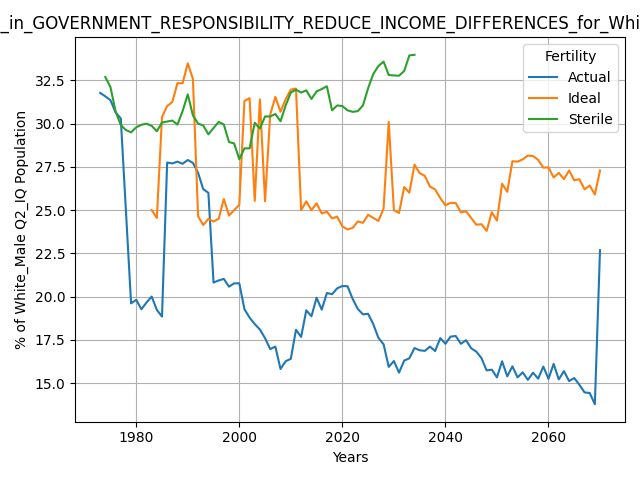 _in_GOVERNMENT_RESPONSIBILITY_REDUCE_INCOME_DIFFERENCES_for_Whi
Fertility
Actual
Ideal
Sterile
% of White_Male Q2_IQ Population
32.5
30.0
27.5
25.0
22.5
20.0
17.5
15.0
1980 2000 2020 2040 2060
Years